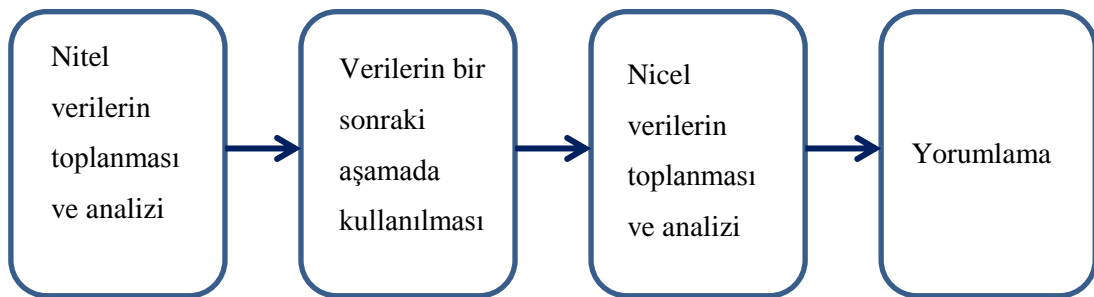 Nitel
verilerin
toplanması
ve analizi
Verilerin bir
sonraki
aşamada
kullanılması
Nicel
verilerin
toplanması
ve analizi
Yorumlama